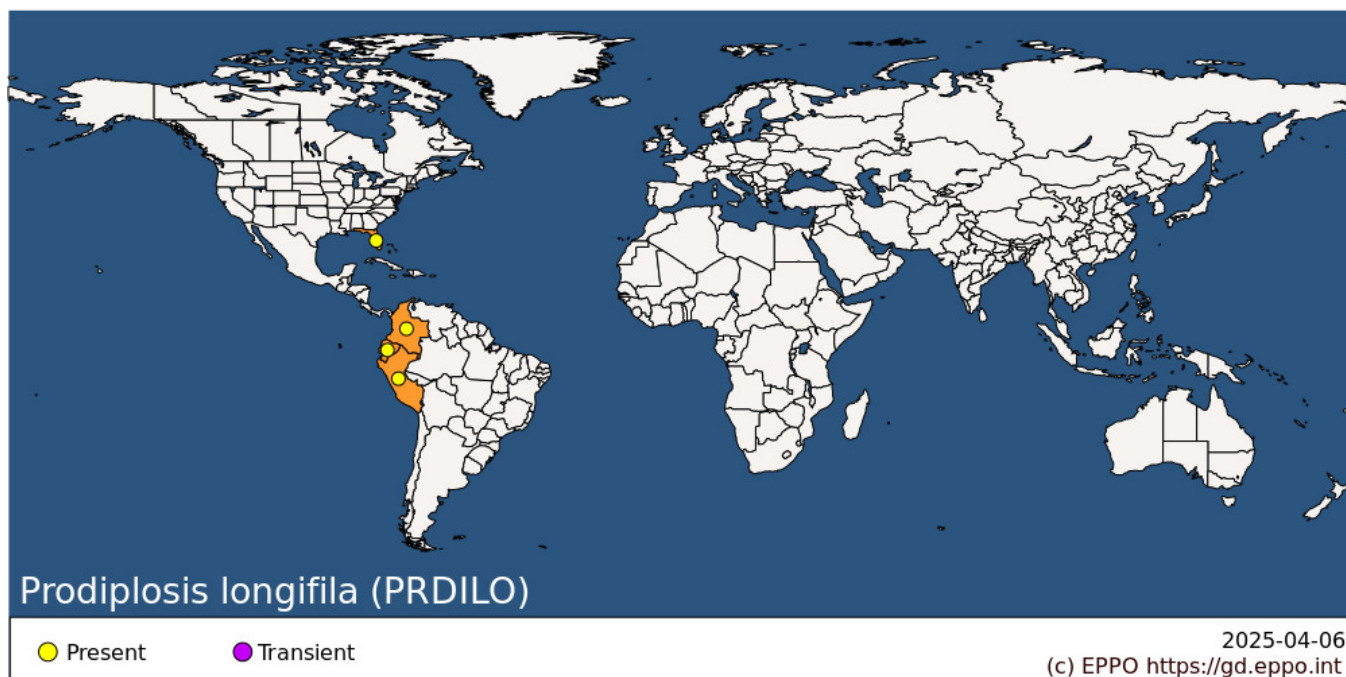 Prodiplosis longifila (PRDILO)
Present
Transient
2025-04-06
(c) EPPO https://gd.eppo.int